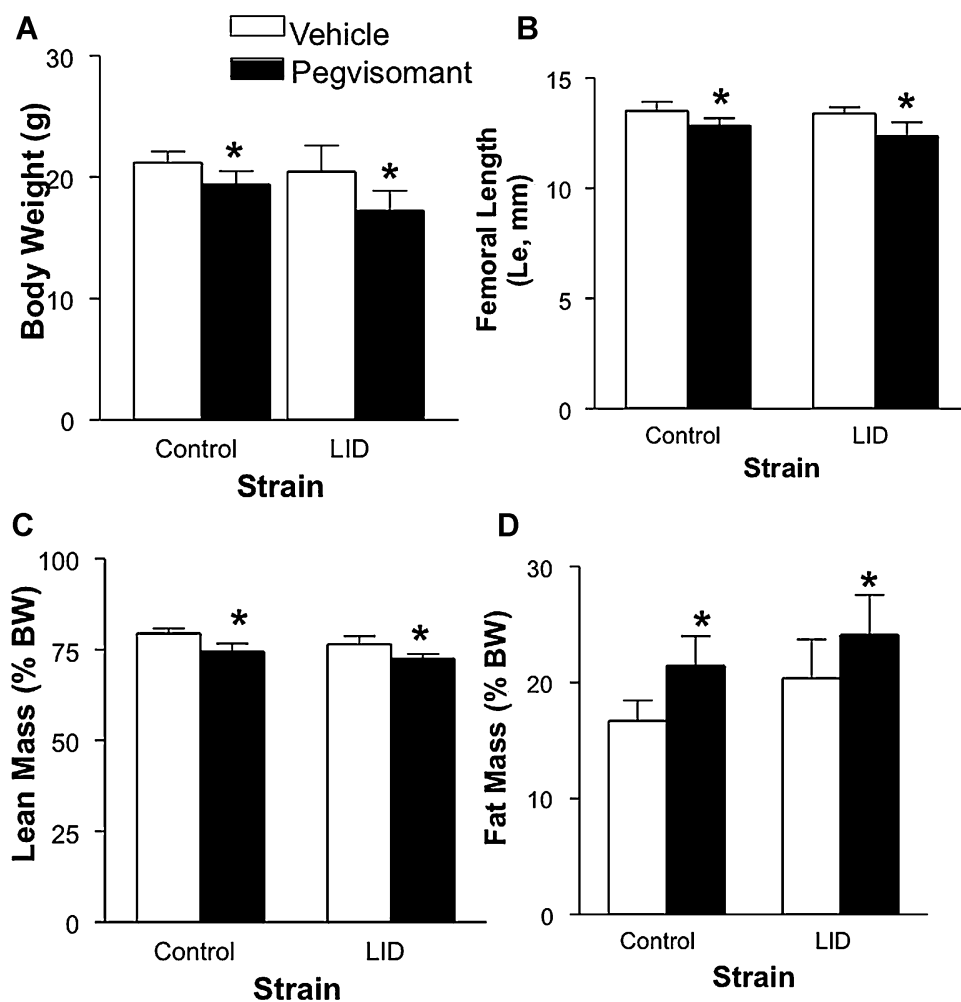 A
Vehicle
Pegvisomant
Body Weight (g)
30
20
10
0
*
*
Control
LID
Strain
B
Femoral Length
(Le, mm)
15
10
5
0
*
*
Control
LID
Strain
C
Lean Mass (% BW)
100
75
50
25
0
*
*
Control
LID
Strain
D
Fat Mass (% BW)
30
20
10
0
*
*
Control
LID
Strain